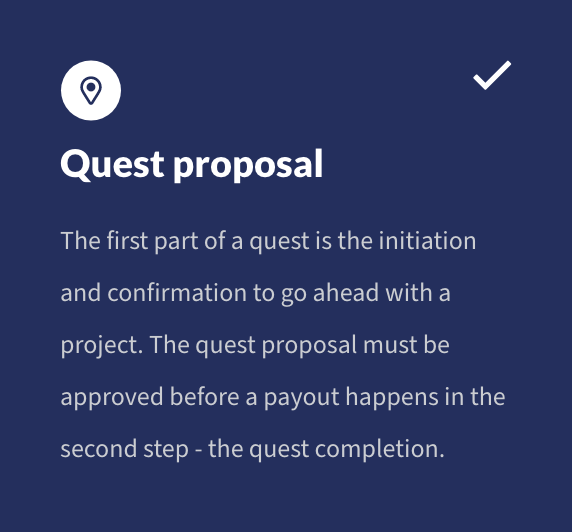 Quest proposal
The first part of a quest is the initiation
and confirmation to go ahead with a
project. The quest proposal must be
approved before a payout happens in the
second step - the quest completion.